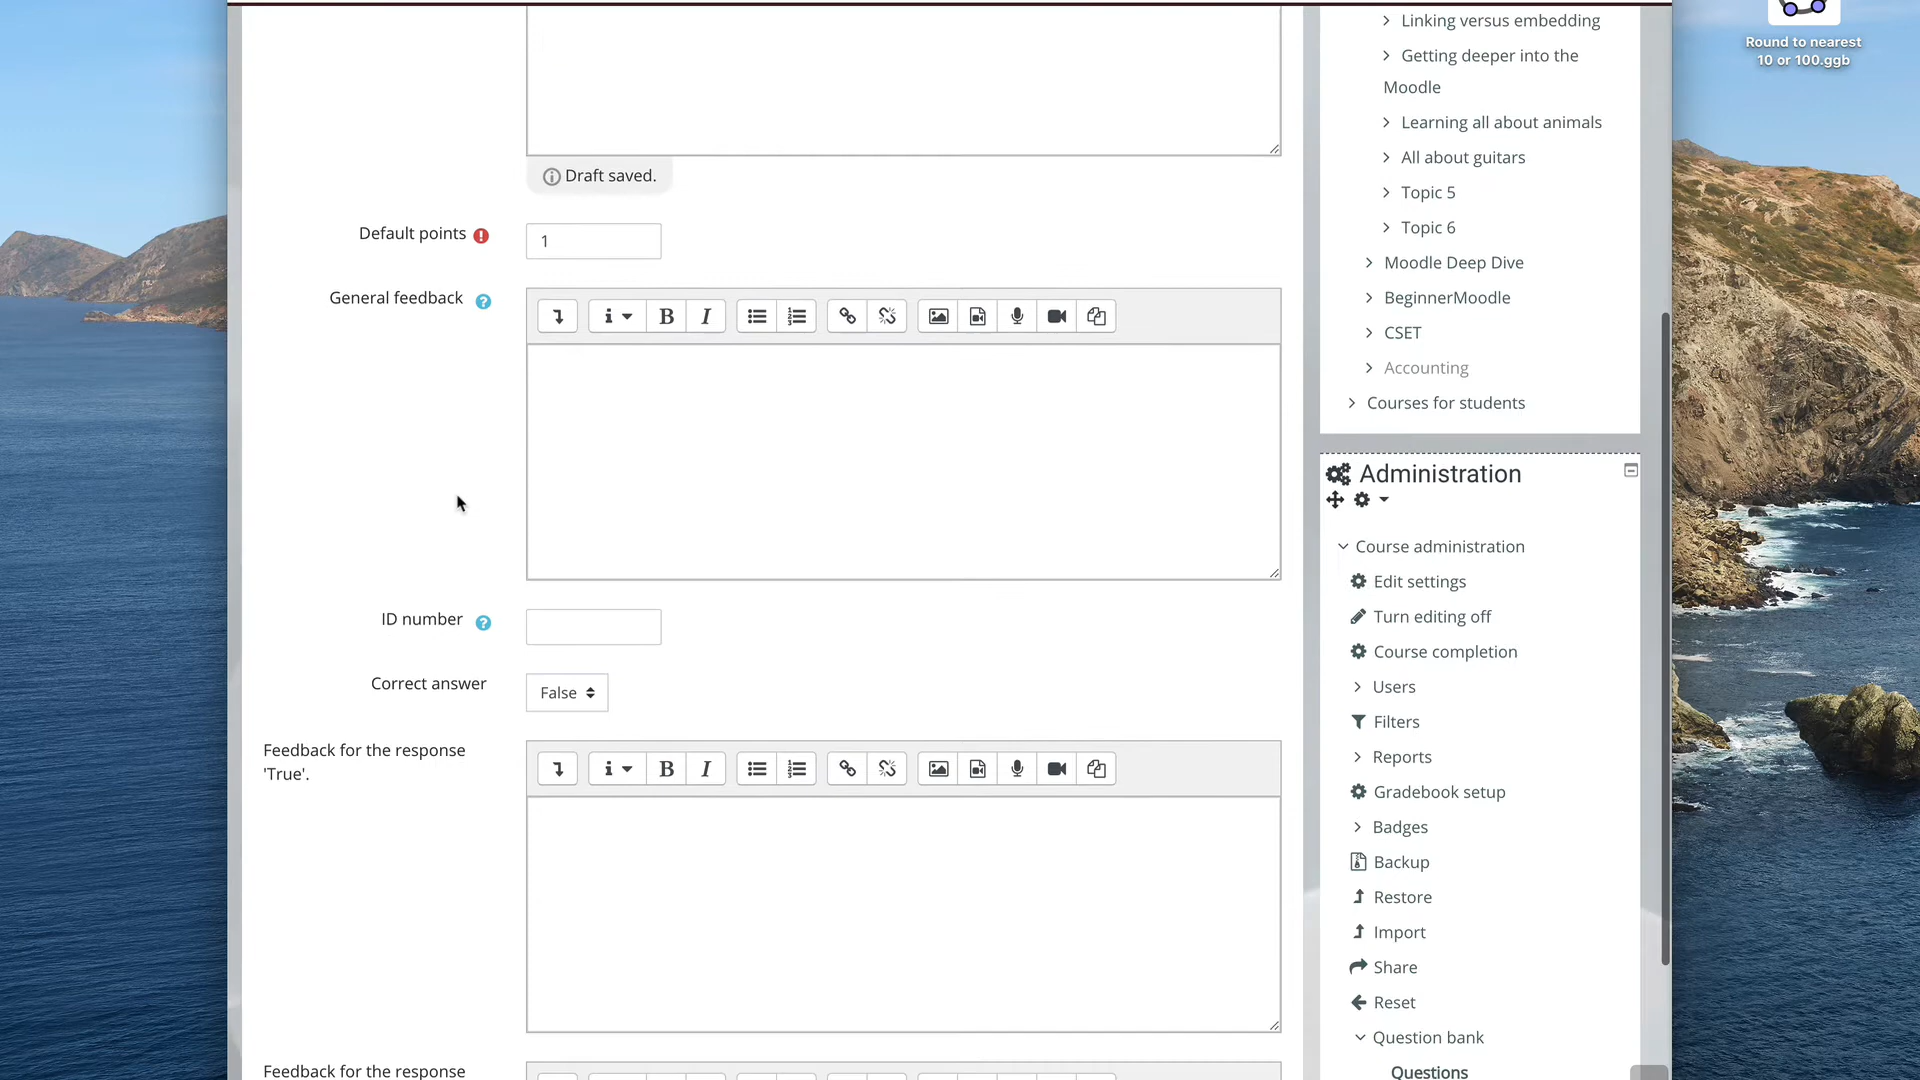 Draft saved.
Default points
1
General feedback
ID number
Correct answer
False
Feedback for the response
'True'.
Feedback for the response
Linking versus embedding
Getting deeper into the
Moodle
Learning all about animals
All about guitars
Topic 5
Topic 6
Moodle Deep Dive
BeginnerMoodle
CSET
Accounting
Courses for students
Administration
Course administration
Edit settings
Turn editing off
Course completion
Users
Filters
Reports
Gradebook setup
Badges
Backup
Restore
Import
Share
Reset
Question bank
Questions
Round to nearest
10 or 100.ggb